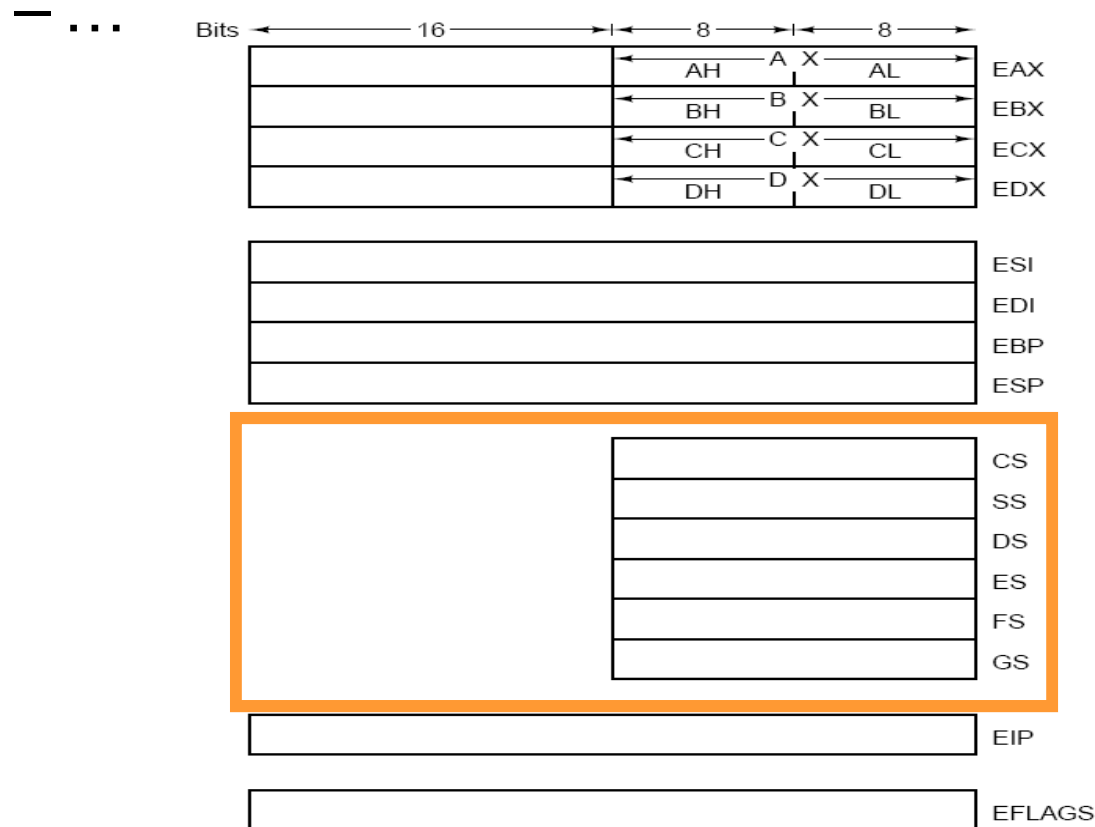 – ...
Bits 16 8 8
A X
AH AL EAX
B X
BH BL EBX
C X
CH CL ECX
D X
DH DL EDX
ESI
EDI
EBP
ESP
CS
SS
DS
ES
FS
GS
EIP
EFLAGS